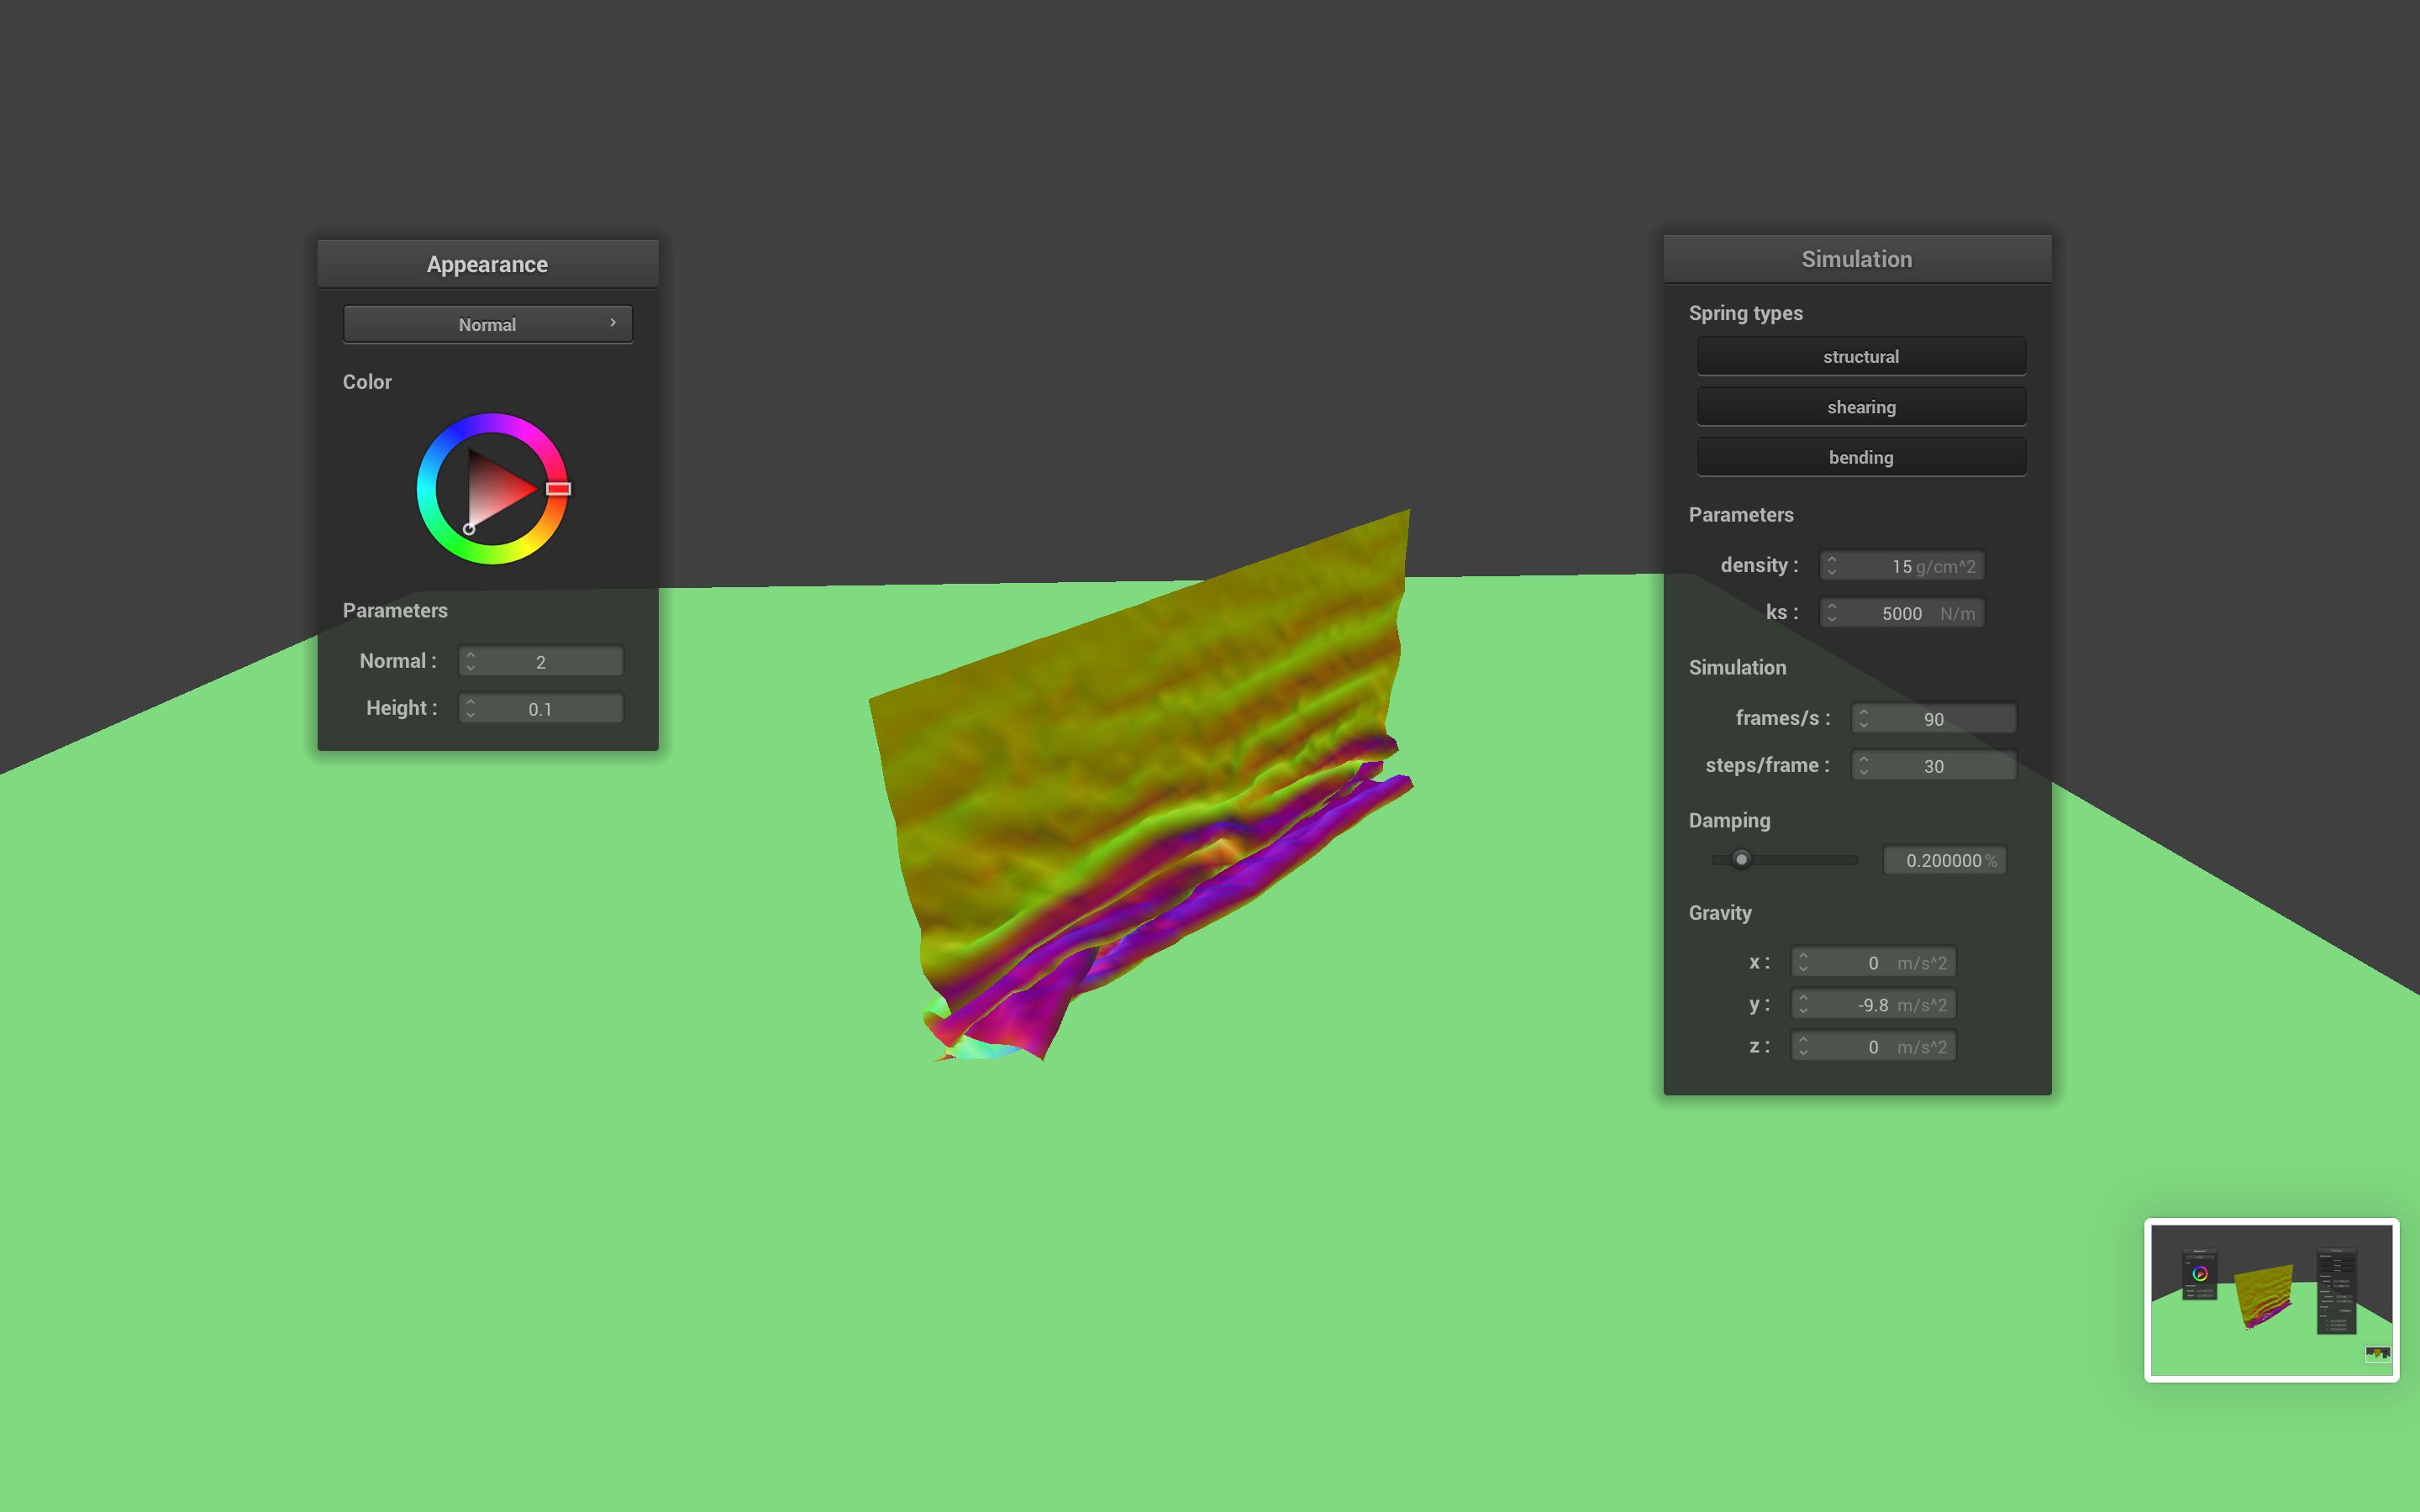 Appearance
Normal
Color
Parameters
Normal : 2
Height : 0.1
Simulation
Spring types
structural
shearing
bending
Parameters
density : 15 g/cm^2
ks : 5000 N/m
Simulation
frames/s : 90
steps/frame : 30
Damping
0.200000 %
Gravity
x : 0 m/s^2
y : -9.8 m/s^2
z : 0 m/s^2